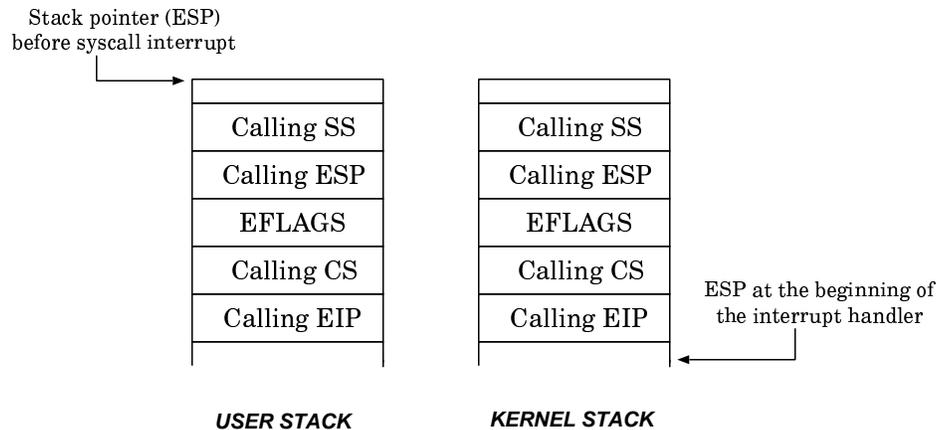 Stack pointer (ESP)
before syscall interrupt
Calling SS
Calling ESP
EFLAGS
Calling CS
Calling EIP
USER STACK
Calling SS
Calling ESP
EFLAGS
Calling CS
Calling EIP
KERNEL STACK
ESP at the beginning of
the interrupt handler